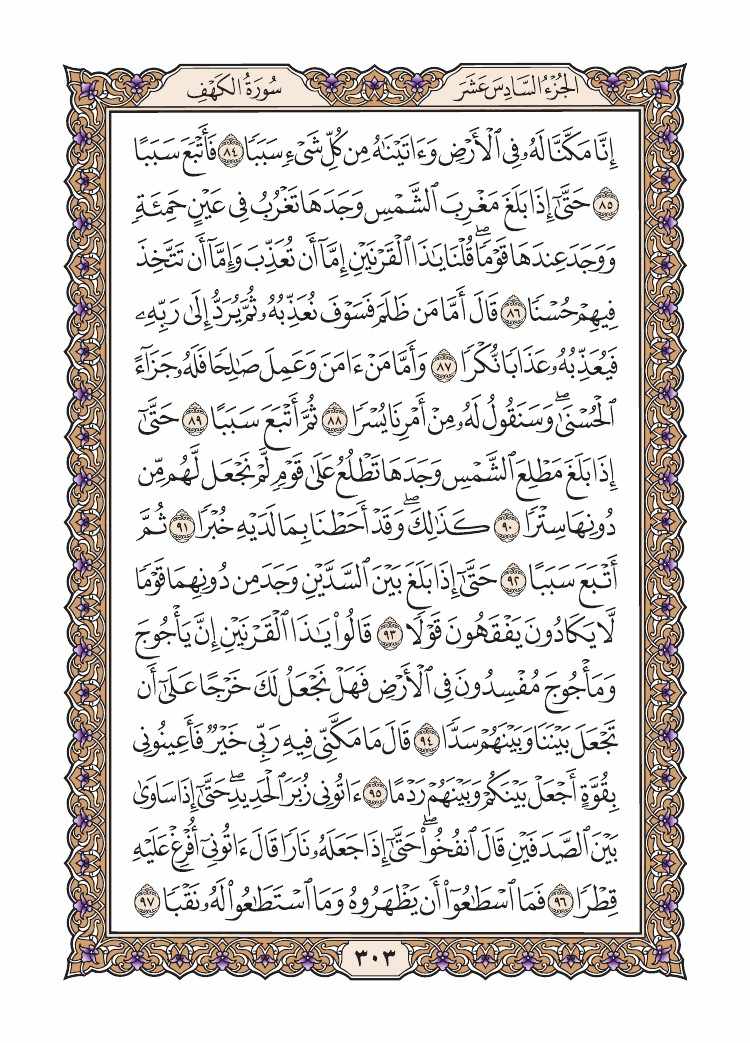 الجُزْءُ السَّادِسَ عَشَرَ
سُورَةُ الكَهْفِ
إِنَّا مَكَّنَّا لَهُۥ فِى ٱلْأَرْضِ وَءَاتَيْنَٰهُ مِن كُلِّ شَىْءٍ سَبَبًا ٨٤ فَأَتْبَعَ سَبَبًا
٨٥ حَتَّىٰٓ إِذَا بَلَغَ مَغْرِبَ ٱلشَّمْسِ وَجَدَهَا تَغْرُبُ فِى عَيْنٍ حَمِئَةٍ
وَوَجَدَ عِندَهَا قَوْمًاۖ قُلْنَا يَٰذَا ٱلْقَرْنَيْنِ إِمَّآ أَن تُعَذِّبَ وَإِمَّآ أَن تَتَّخِذَ
فِيهِمْ حُسْنًا ٨٦ قَالَ أَمَّا مَن ظَلَمَ فَسَوْفَ نُعَذِّبُهُۥ ثُمَّ يُرَدُّ إِلَىٰ رَبِّهِۦ
فَيُعَذِّبُهُۥ عَذَابًا نُّكْرًا ٨٧ وَأَمَّا مَنْ ءَامَنَ وَعَمِلَ صَٰلِحًا فَلَهُۥ جَزَآءً
ٱلْحُسْنَىٰۖ وَسَنَقُولُ لَهُۥ مِنْ أَمْرِنَا يُسْرًا ٨٨ ثُمَّ أَتْبَعَ سَبَبًا ٨٩ حَتَّىٰٓ
إِذَا بَلَغَ مَطْلِعَ ٱلشَّمْسِ وَجَدَهَا تَطْلُعُ عَلَىٰ قَوْمٍ لَّمْ نَجْعَل لَّهُم مِّن
دُونِهَا سِتْرًا ٩٠ كَذَٰلِكَۖ وَقَدْ أَحَطْنَا بِمَا لَدَيْهِ خُبْرًا ٩١ ثُمَّ
أَتْبَعَ سَبَبًا ٩٢ حَتَّىٰٓ إِذَا بَلَغَ بَيْنَ ٱلسَّدَّيْنِ وَجَدَ مِن دُونِهِمَا قَوْمًا
لَّا يَكَادُونَ يَفْقَهُونَ قَوْلًا ٩٣ قَالُوا۟ يَٰذَا ٱلْقَرْنَيْنِ إِنَّ يَأْجُوجَ
وَمَأْجُوجَ مُفْسِدُونَ فِى ٱلْأَرْضِ فَهَلْ نَجْعَلُ لَكَ خَرْجًا عَلَىٰٓ أَن
تَجْعَلَ بَيْنَنَا وَبَيْنَهُمْ سَدًّا ٩٤ قَالَ مَا مَكَّنِّى فِيهِ رَبِّى خَيْرٌ فَأَعِينُونِى
بِقُوَّةٍ أَجْعَلْ بَيْنَكُمْ وَبَيْنَهُمْ رَدْمًا ٩٥ ءَاتُونِى زُبَرَ ٱلْحَدِيدِۖ حَتَّىٰٓ إِذَا سَاوَىٰ
بَيْنَ ٱلصَّدَفَيْنِ قَالَ ٱنفُخُوا۟ۖ حَتَّىٰٓ إِذَا جَعَلَهُۥ نَارًا قَالَ ءَاتُونِىٓ أُفْرِغْ عَلَيْهِ
قِطْرًا ٩٦ فَمَا ٱسْطَٰعُوٓا۟ أَن يَظْهَرُوهُ وَمَا ٱسْتَطَٰعُوا۟ لَهُۥ نَقْبًا ٩٧
٣٠٣